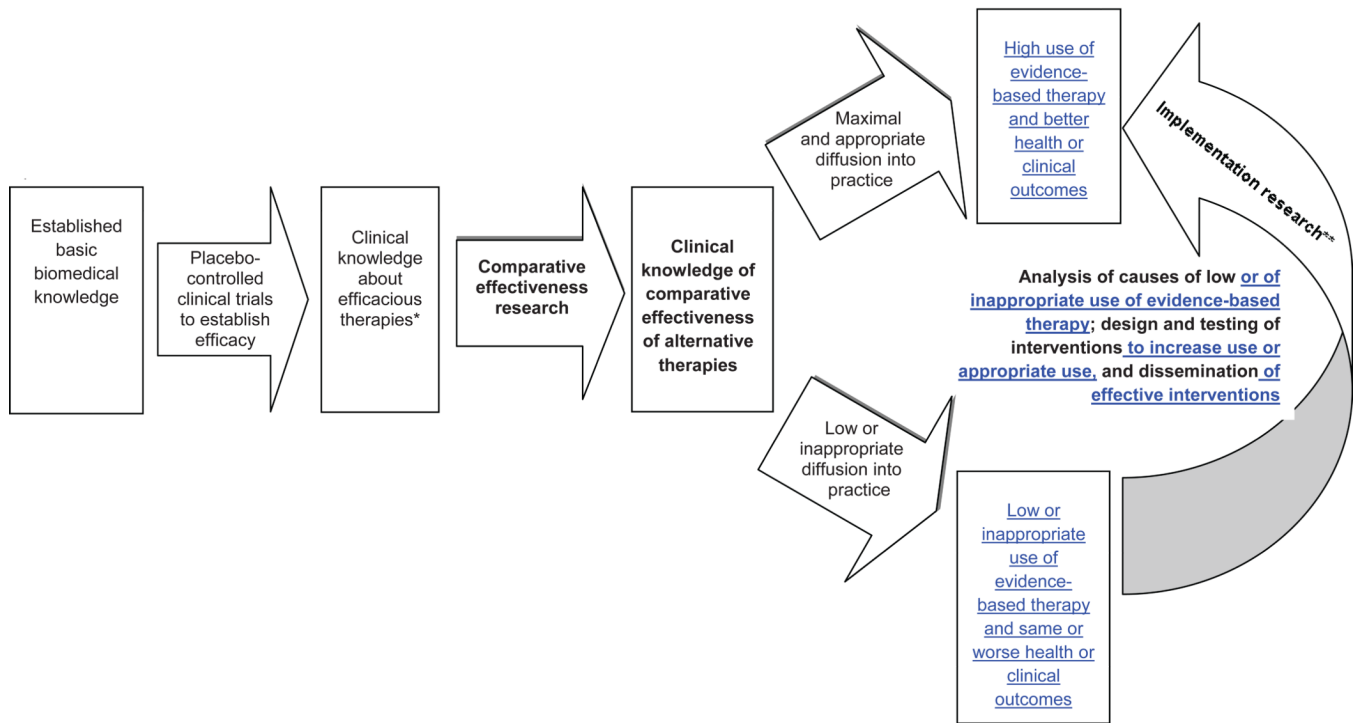 Established
basic
biomedical
knowledge
Placebo-
controlled
clinical trials
to establish
efficacy
Clinical
knowledge
about
efficacious
therapies*
Comparative
effectiveness
research
Clinical
knowledge of
comparative
effectiveness
of alternative
therapies
Maximal
and appropriate
diffusion into
practice
High use of
evidence-
based therapy
and better
health or
clinical
outcomes
Implementation research**
Analysis of causes of low or of
inappropriate use of evidence-based
therapy; design and testing of
interventions to increase use or
appropriate use, and dissemination of
effective interventions
Low or
inappropriate
diffusion into
practice
Low or
inappropriate
use of
evidence-
based therapy
and same or
worse health or
clinical
outcomes